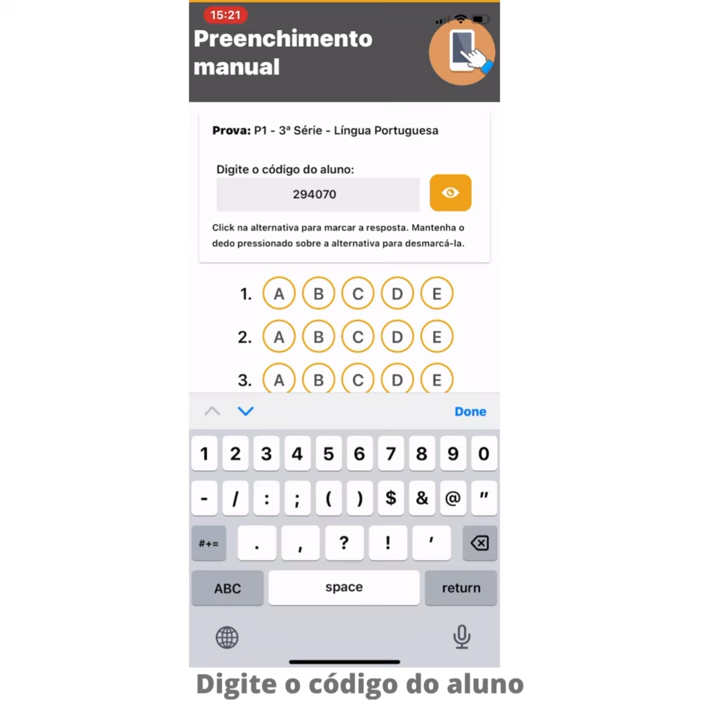 15:21
Preenchimento
manual
Prova: P1 - 3ª Série - Língua Portuguesa
Digite o código do aluno:
294070
Click na alternativa para marcar a resposta. Mantenha o
dedo pressionado sobre a alternativa para desmarcá-la.
1. A B C D E
2. A B C D E
3. A B C D E
Done
1 2 3 4 5 6 7 8 9 0
- / : ; ( ) $ & @ "
#+= . , ? ! '
ABC space return
Digite o código do aluno